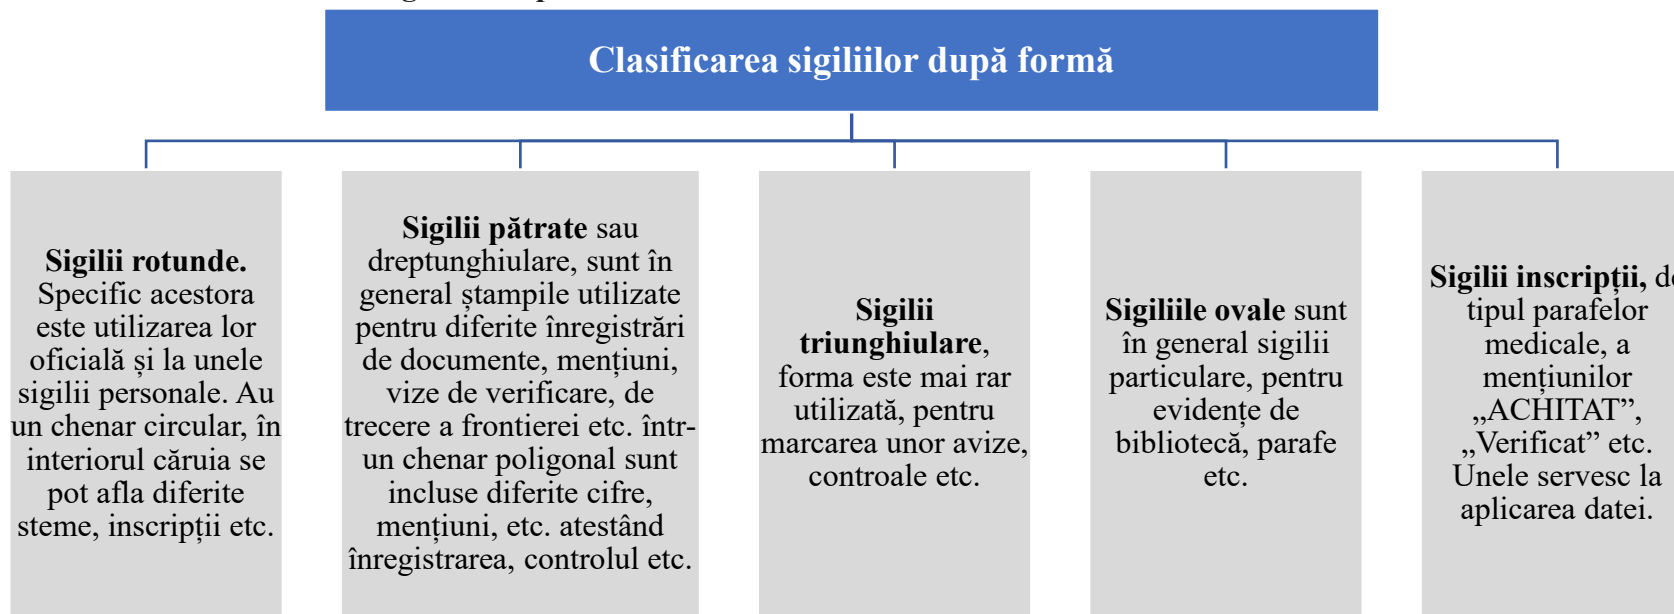 Clasificarea sigiliilor după formă
Sigilii rotunde.
Specific acestora
este utilizarea lor
oficială și la unele
sigilii personale. Au
un chenar circular, în
interiorul căruia se
pot afla diferite
steme, inscripții etc.
Sigilii pătrate sau
dreptunghiulare, sunt în
general ștampile utilizate
pentru diferite înregistrări
de documente, mențiuni,
vize de verificare, de
trecere a frontierei etc. într-
un chenar poligonal sunt
incluse diferite cifre,
mențiuni, etc. atestând
înregistrarea, controlul etc.
Sigilii
triunghiulare,
forma este mai rar
utilizată, pentru
marcarea unor avize,
controale etc.
Sigiliile ovale sunt
în general sigilii
particulare, pentru
evidențe de
bibliotecă, parafe
etc.
Sigilii inscripții, de
tipul parafelor
medicale, a
mențiunilor
„ACHITAT”,
„Verificat” etc.
Unele servesc la
aplicarea datei.